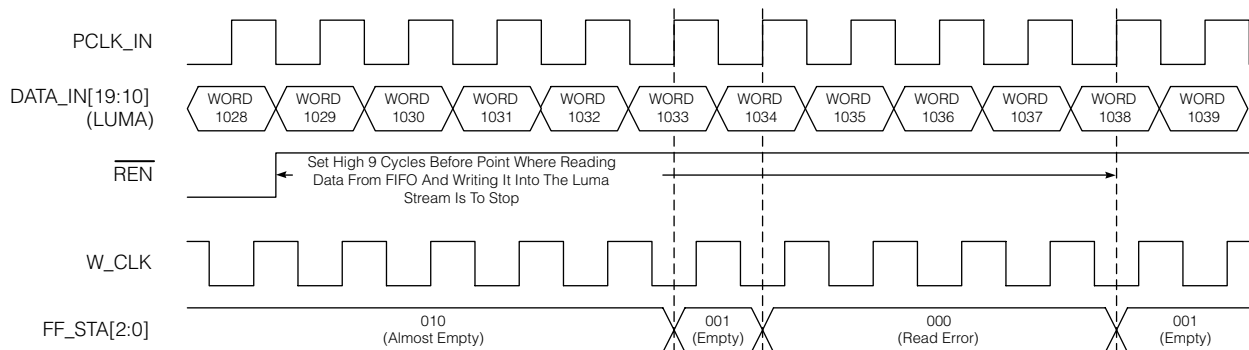 PCLK_IN
DATA_IN[19:10]
(LUMA)
WORD 1028
WORD 1029
WORD 1030
WORD 1031
WORD 1032
WORD 1033
WORD 1034
WORD 1035
WORD 1036
WORD 1037
WORD 1038
WORD 1039
REN
Set High 9 Cycles Before Point Where Reading
Data From FIFO And Writing It Into The Luma
Stream Is To Stop
W_CLK
FF_STA[2:0]
010
(Almost Empty)
001
(Empty)
000
(Read Error)
001
(Empty)